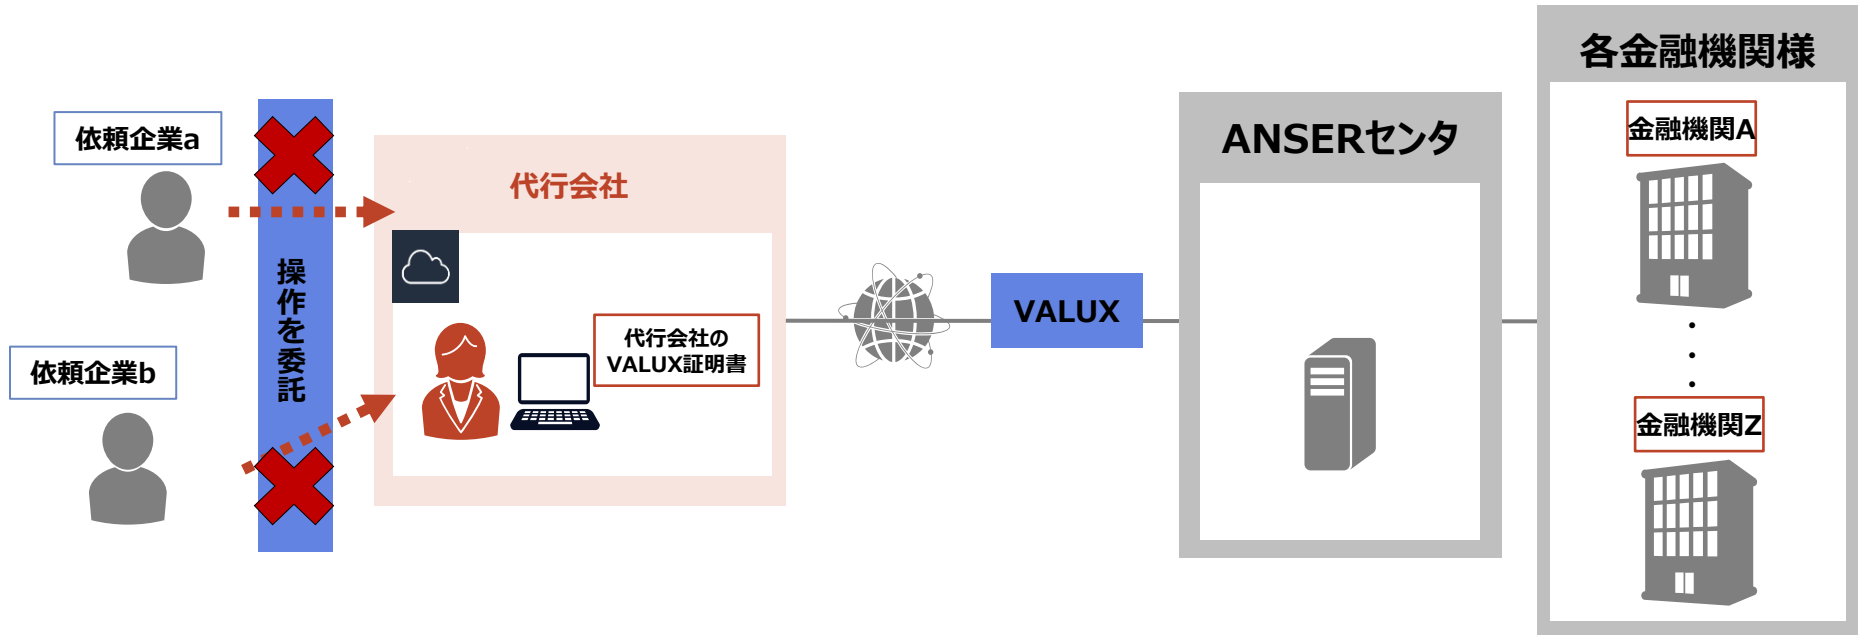 依頼企業a
依頼企業b
操作を委託
代行会社
代行会社の
VALUX証明書
VALUX
ANSERセンタ
各金融機関様
金融機関A
・
・
・
金融機関Z